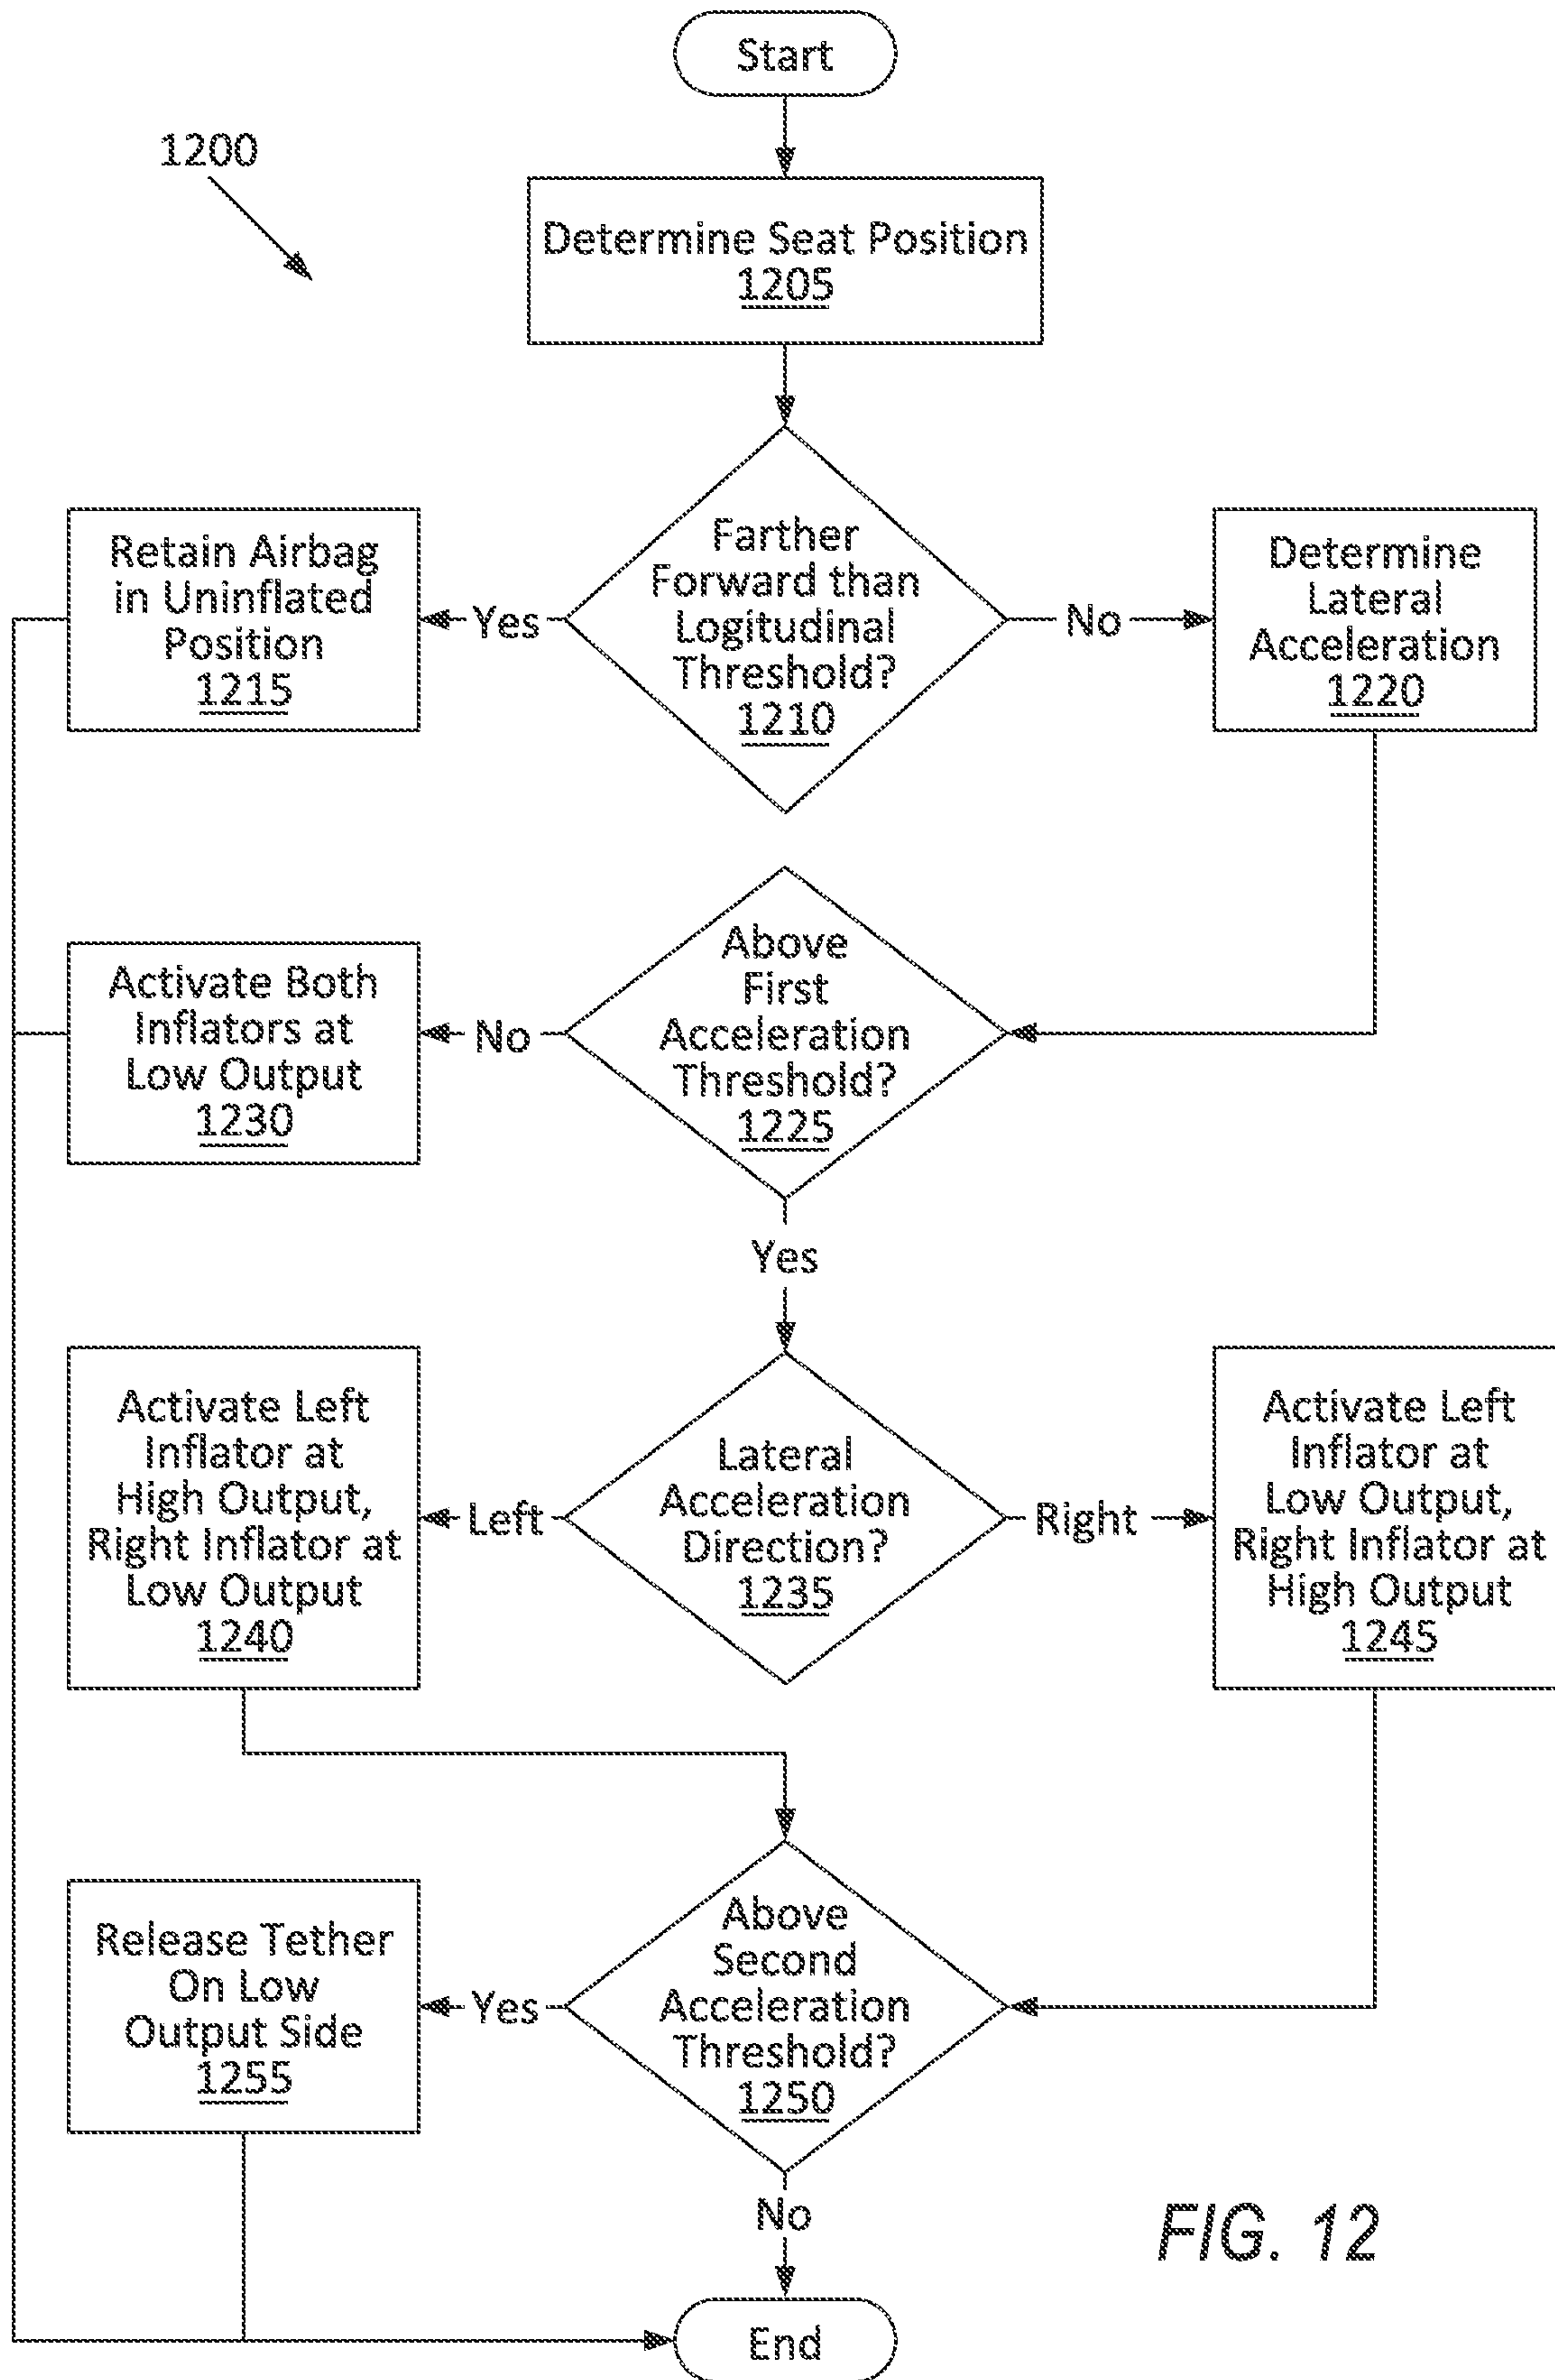 Start
1200
Determine Seat Position
1205
Farther
Forward than
Logitudinal
Threshold?
1210
Yes
Retain Airbag
in Uninflated
Position
1215
No
Determine
Lateral
Acceleration
1220
Above
First
Acceleration
Threshold?
1225
No
Activate Both
Inflators at
Low Output
1230
Yes
Lateral
Acceleration
Direction?
1235
Left
Activate Left
Inflator at
High Output,
Right Inflator at
Low Output
1240
Right
Activate Left
Inflator at
Low Output,
Right Inflator at
High Output
1245
Above
Second
Acceleration
Threshold?
1250
Yes
Release Tether
On Low
Output Side
1255
No
End
FIG. 12